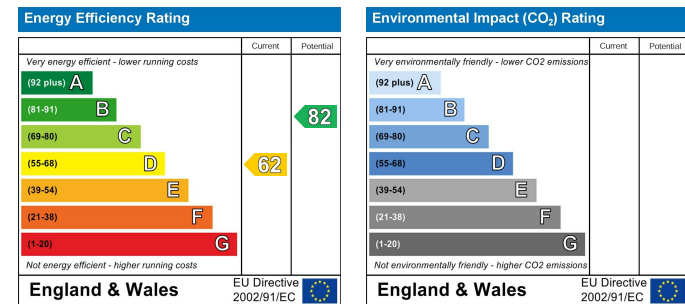 Energy Efficiency Rating
Current Potential
Very energy efficient - lower running costs
(92 plus) A
(81-91) B
82
(69-80) C
(55-68) D
62
(39-54) E
(21-38) F
(1-20) G
Not energy efficient - higher running costs
England & Wales
EU Directive
2002/91/EC
Environmental Impact (CO₂) Rating
Current Potential
Very environmentally friendly - lower CO2 emissions
(92 plus) A
(81-91) B
(69-80) C
(55-68) D
(39-54) E
(21-38) F
(1-20) G
Not environmentally friendly - higher CO2 emissions
England & Wales
EU Directive
2002/91/EC